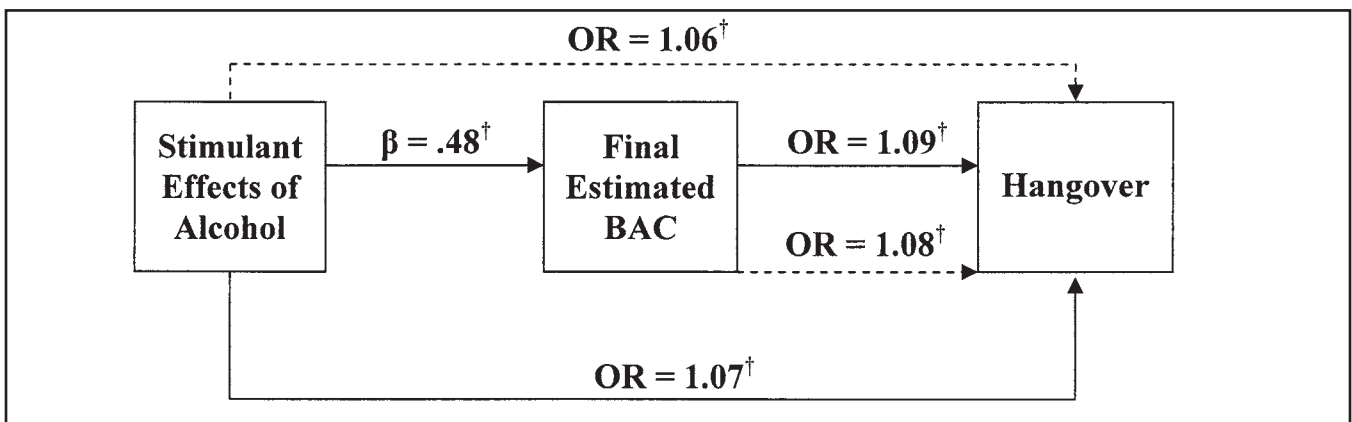 OR = 1.06†
Stimulant
Effects of
Alcohol
β = .48†
Final
Estimated
BAC
OR = 1.09†
OR = 1.08†
Hangover
OR = 1.07†